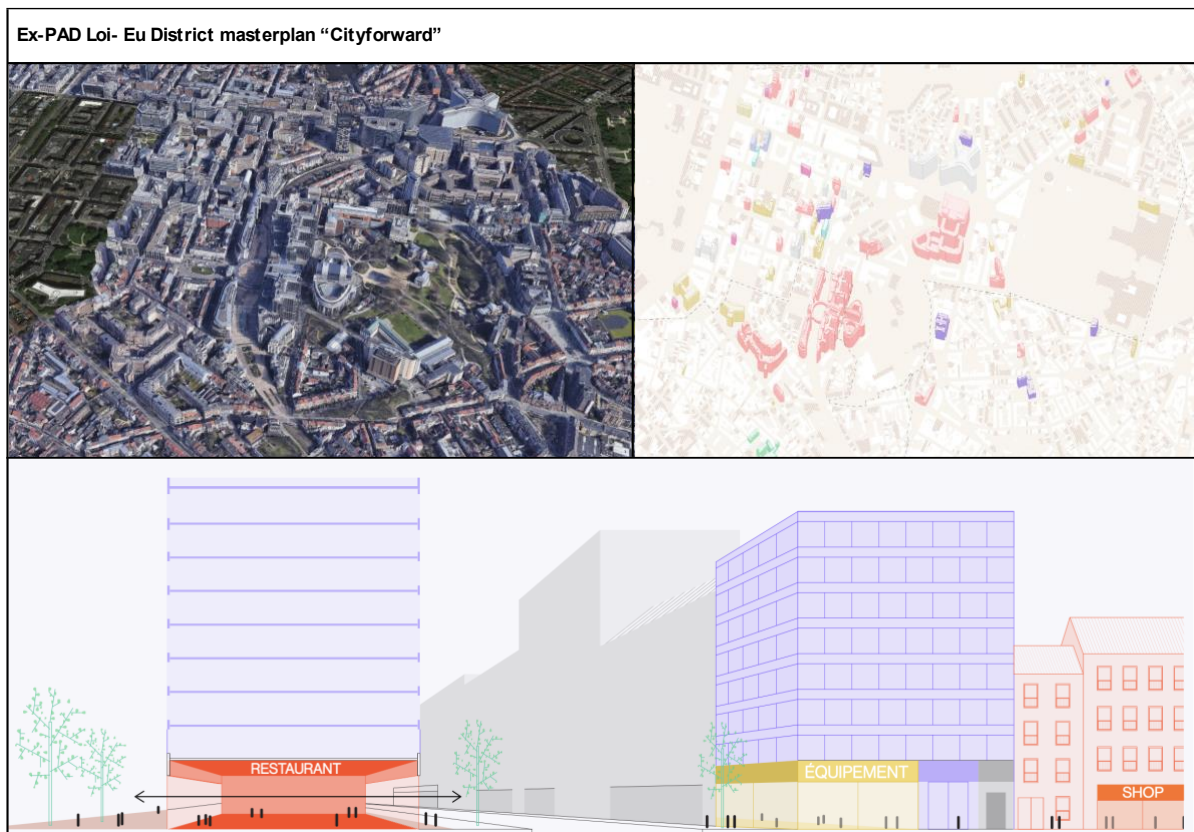 Ex-PAD Loi- Eu District masterplan “Cityforward”
RESTAURANT
ÉQUIPEMENT
SHOP